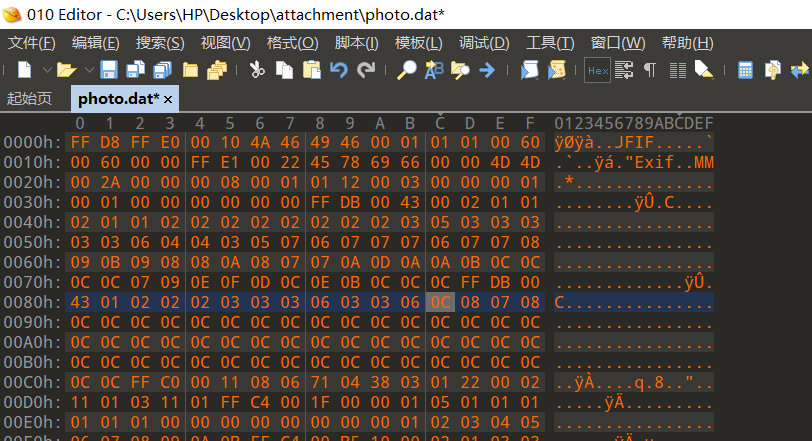 010 Editor - C:\Users\HP\Desktop\attachment\photo.dat*
文件(F) 编辑(E) 搜索(S) 视图(V) 格式(O) 脚本(I) 模板(L) 调试(D) 工具(T) 窗口(W) 帮助(H)
Hex
起始页 photo.dat*
0 1 2 3 4 5 6 7 8 9 A B C D E F 0123456789ABCDEF
0000h: FF D8 FF E0 00 10 4A 46 49 46 00 01 01 01 00 60 ÿØÿà..JFIF.....`
0010h: 00 60 00 00 FF E1 00 22 45 78 69 66 00 00 4D 4D .`..ÿá."Exif..MM
0020h: 00 2A 00 00 00 08 00 01 01 12 00 03 00 00 00 01 .*..............
0030h: 00 01 00 00 00 00 00 00 FF DB 00 43 00 02 01 01 ........ÿÛ.C....
0040h: 02 01 01 02 02 02 02 02 02 02 02 03 05 03 03 03 ................
0050h: 03 03 06 04 04 03 05 07 06 07 07 07 06 07 07 08 ................
0060h: 09 0B 09 08 08 0A 08 07 07 0A 0D 0A 0A 0B 0C 0C ................
0070h: 0C 0C 07 09 0E 0F 0D 0C 0E 0B 0C 0C 0C FF DB 00 .............ÿÛ.
0080h: 43 01 02 02 02 03 03 03 06 03 03 06 0C 08 07 08 C...............
0090h: 0C 0C 0C 0C 0C 0C 0C 0C 0C 0C 0C 0C 0C 0C 0C 0C ................
00A0h: 0C 0C 0C 0C 0C 0C 0C 0C 0C 0C 0C 0C 0C 0C 0C 0C ................
00B0h: 0C 0C 0C 0C 0C 0C 0C 0C 0C 0C 0C 0C 0C 0C 0C 0C ................
00C0h: 0C 0C FF C0 00 11 08 06 71 04 38 03 01 22 00 02 ..ÿÀ....q.8.."..
00D0h: 11 01 03 11 01 FF C4 00 1F 00 00 01 05 01 01 01 .....ÿÄ.........
00E0h: 01 01 01 00 00 00 00 00 00 00 00 01 02 03 04 05 ................